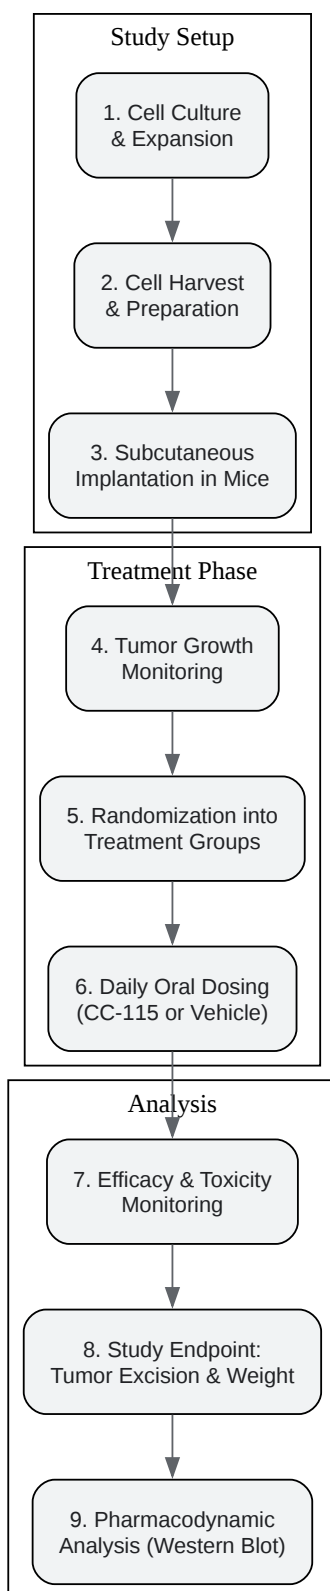 Study Setup
1. Cell Culture
& Expansion
2. Cell Harvest
& Preparation
3. Subcutaneous
Implantation in Mice
Treatment Phase
4. Tumor Growth
Monitoring
5. Randomization into
Treatment Groups
6. Daily Oral Dosing
(CC-115 or Vehicle)
Analysis
7. Efficacy & Toxicity
Monitoring
8. Study Endpoint:
Tumor Excision & Weight
9. Pharmacodynamic
Analysis (Western Blot)